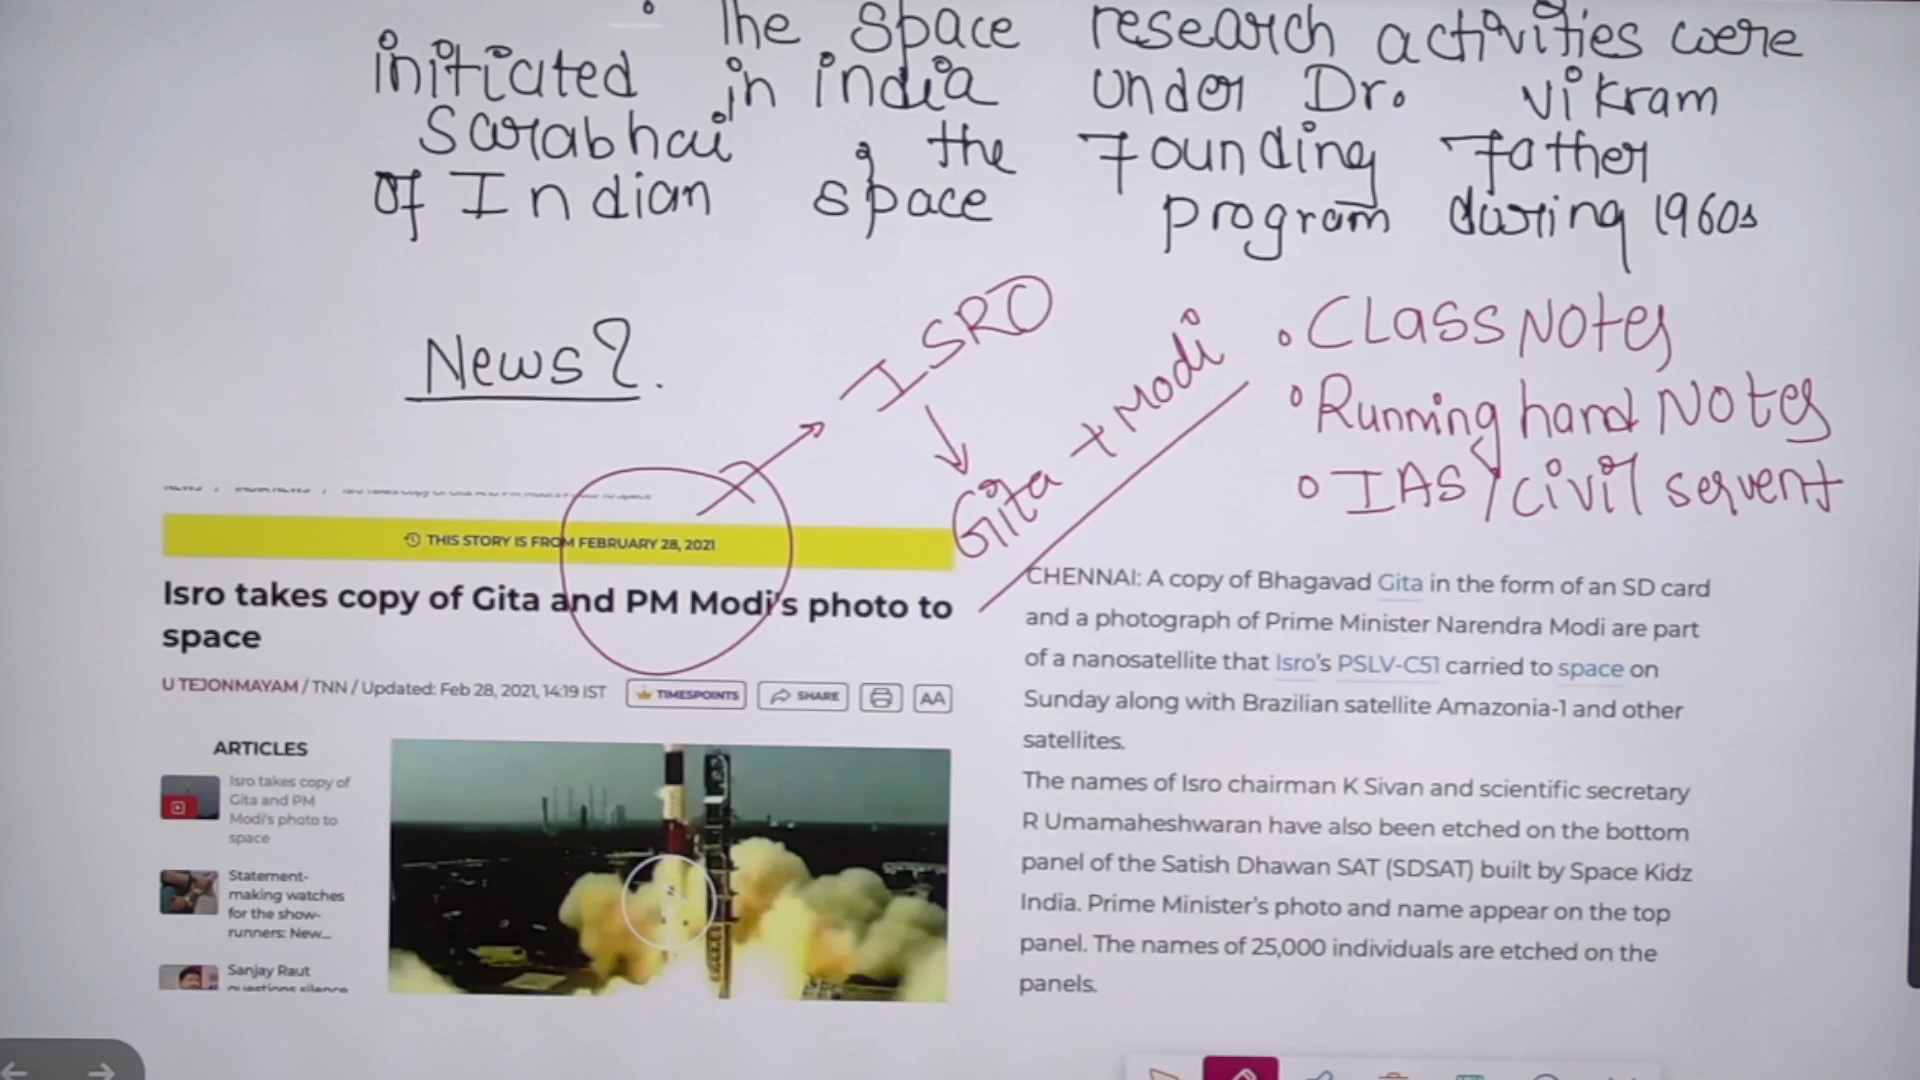 The space research activities were
initiated in india under Dr. Vikram
Sarabhai, the Founding Father
of Indian space program during 1960s
News?
ISRO
Gita + Modi
• Class Notes
• Running hand Notes
• IAS/civil servent
THIS STORY IS FROM FEBRUARY 28, 2021
Isro takes copy of Gita and PM Modi's photo to
space
U TEJONMAYAM / TNN / Updated: Feb 28, 2021, 14:19 IST
TIMESPOINTS
SHARE
AA
ARTICLES
Isro takes copy of
Gita and PM
Modi's photo to
space
Statement-
making watches
for the show-
runners: New...
Sanjay Raut
questions silence
CHENNAI: A copy of Bhagavad Gita in the form of an SD card
and a photograph of Prime Minister Narendra Modi are part
of a nanosatellite that Isro's PSLV-C51 carried to space on
Sunday along with Brazilian satellite Amazonia-1 and other
satellites.
The names of Isro chairman K Sivan and scientific secretary
R Umamaheshwaran have also been etched on the bottom
panel of the Satish Dhawan SAT (SDSAT) built by Space Kidz
India. Prime Minister's photo and name appear on the top
panel. The names of 25,000 individuals are etched on the
panels.